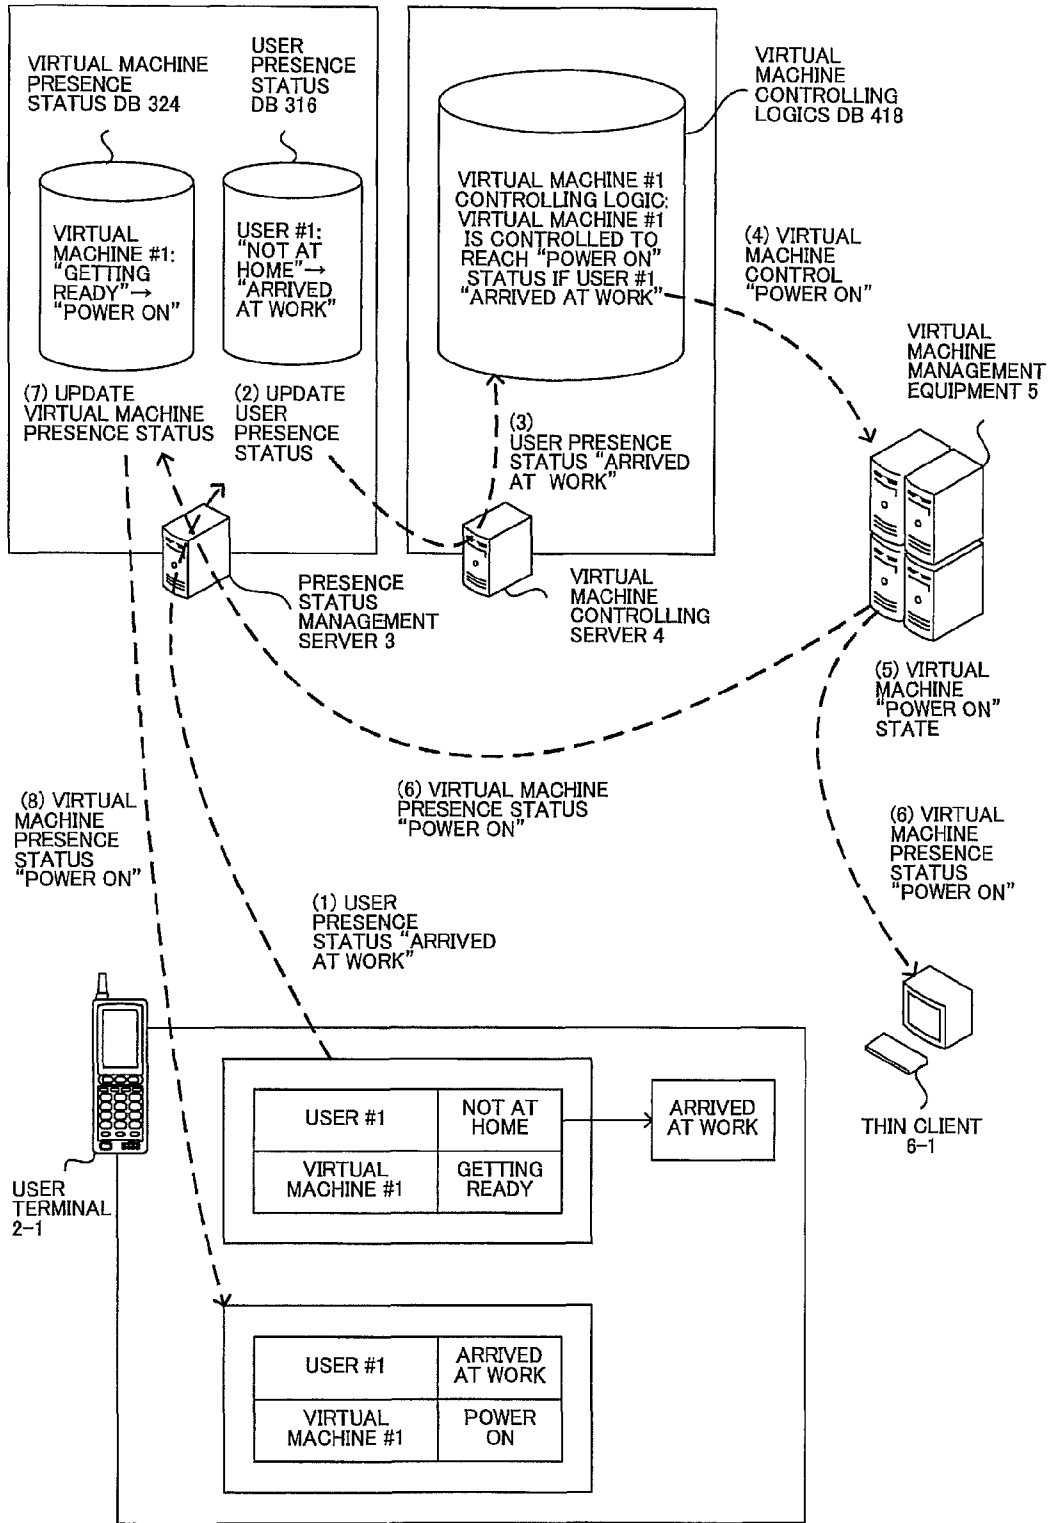 VIRTUAL MACHINE
PRESENCE
STATUS DB 324
USER
PRESENCE
STATUS
DB 316
VIRTUAL
MACHINE
CONTROLLING
LOGICS DB 418
VIRTUAL
MACHINE #1:
“GETTING
READY”→
“POWER ON”
USER #1:
“NOT AT
HOME”→
“ARRIVED
AT WORK”
VIRTUAL MACHINE #1
CONTROLLING LOGIC:
VIRTUAL MACHINE #1
IS CONTROLLED TO
REACH “POWER ON”
STATUS IF USER #1
“ARRIVED AT WORK”
(4) VIRTUAL
MACHINE
CONTROL
“POWER ON”
VIRTUAL
MACHINE
MANAGEMENT
EQUIPMENT 5
(7) UPDATE
VIRTUAL MACHINE
PRESENCE STATUS
(2) UPDATE
USER
PRESENCE
STATUS
(3)
USER PRESENCE
STATUS “ARRIVED
AT WORK”
PRESENCE
STATUS
MANAGEMENT
SERVER 3
VIRTUAL
MACHINE
CONTROLLING
SERVER 4
(5) VIRTUAL
MACHINE
“POWER ON”
STATE
(6) VIRTUAL MACHINE
PRESENCE STATUS
“POWER ON”
(8) VIRTUAL
MACHINE
PRESENCE
STATUS
“POWER ON”
(6) VIRTUAL
MACHINE
PRESENCE
STATUS
“POWER ON”
(1) USER
PRESENCE
STATUS “ARRIVED
AT WORK”
USER #1
NOT AT
HOME
ARRIVED
AT WORK
VIRTUAL
MACHINE #1
GETTING
READY
THIN CLIENT
6-1
USER
TERMINAL
2-1
USER #1
ARRIVED
AT WORK
VIRTUAL
MACHINE #1
POWER
ON